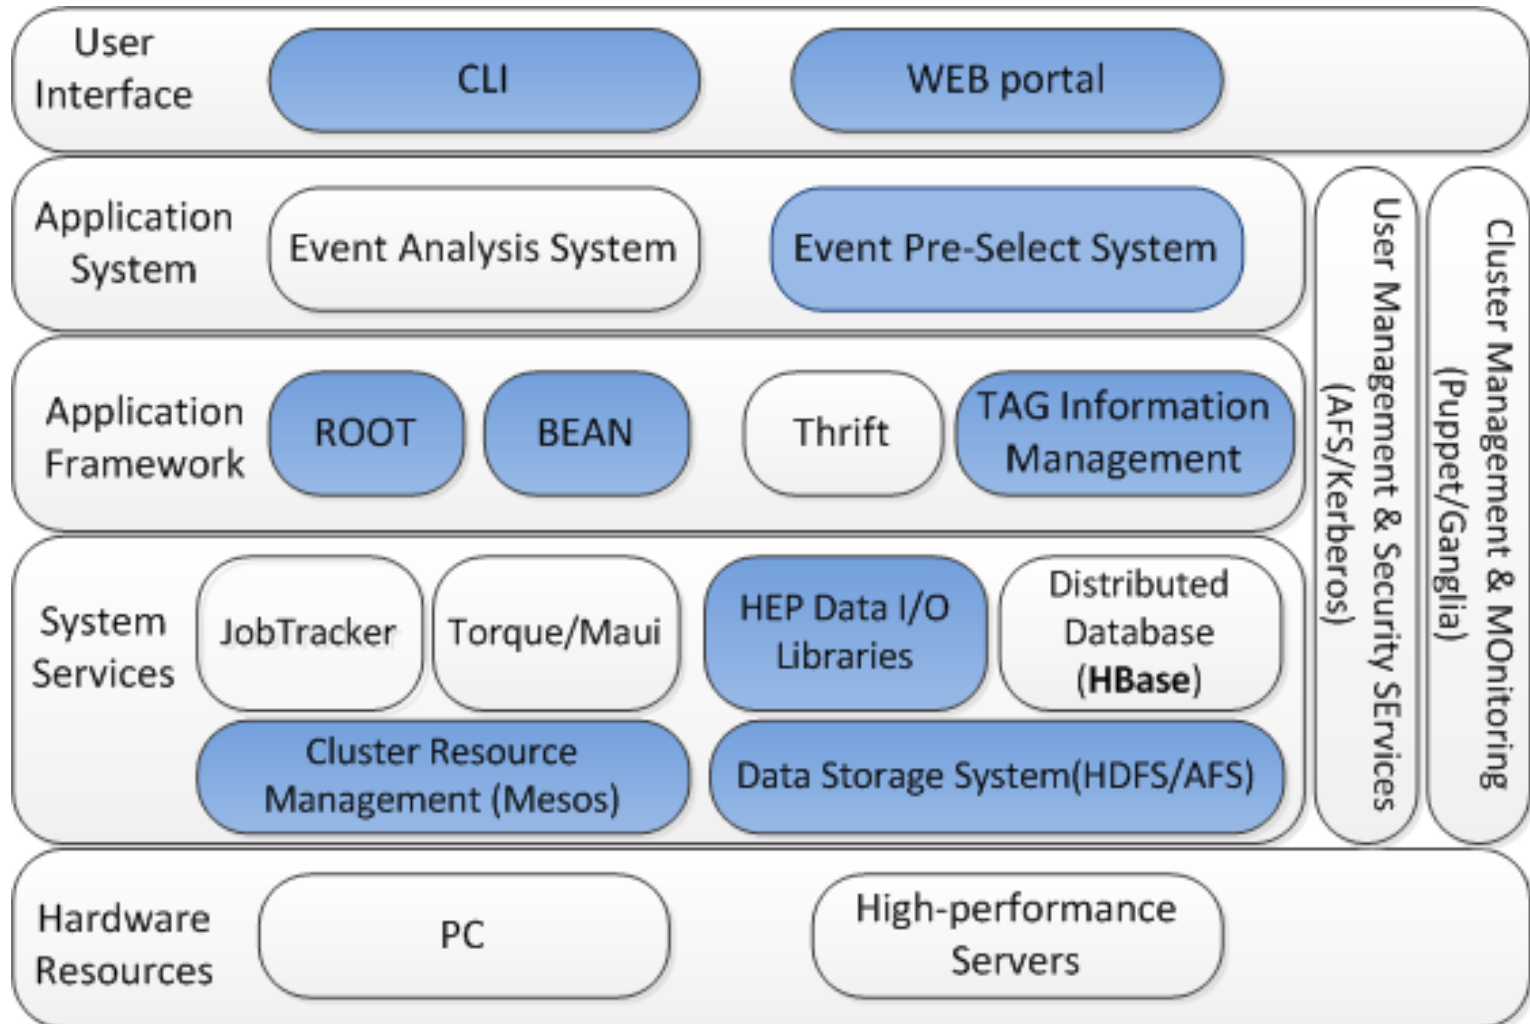 User
Interface
CLI
WEB portal
Application
System
Event Analysis System
Event Pre-Select System
Application
Framework
ROOT
BEAN
Thrift
TAG Information
Management
System
Services
JobTracker
Torque/Maui
HEP Data I/O
Libraries
Distributed
Database
(HBase)
Cluster Resource
Management (Mesos)
Data Storage System(HDFS/AFS)
User Management & Security SErvices
(AFS/Kerberos)
Cluster Management & MOnitoring
(Puppet/Ganglia)
Hardware
Resources
PC
High-performance
Servers